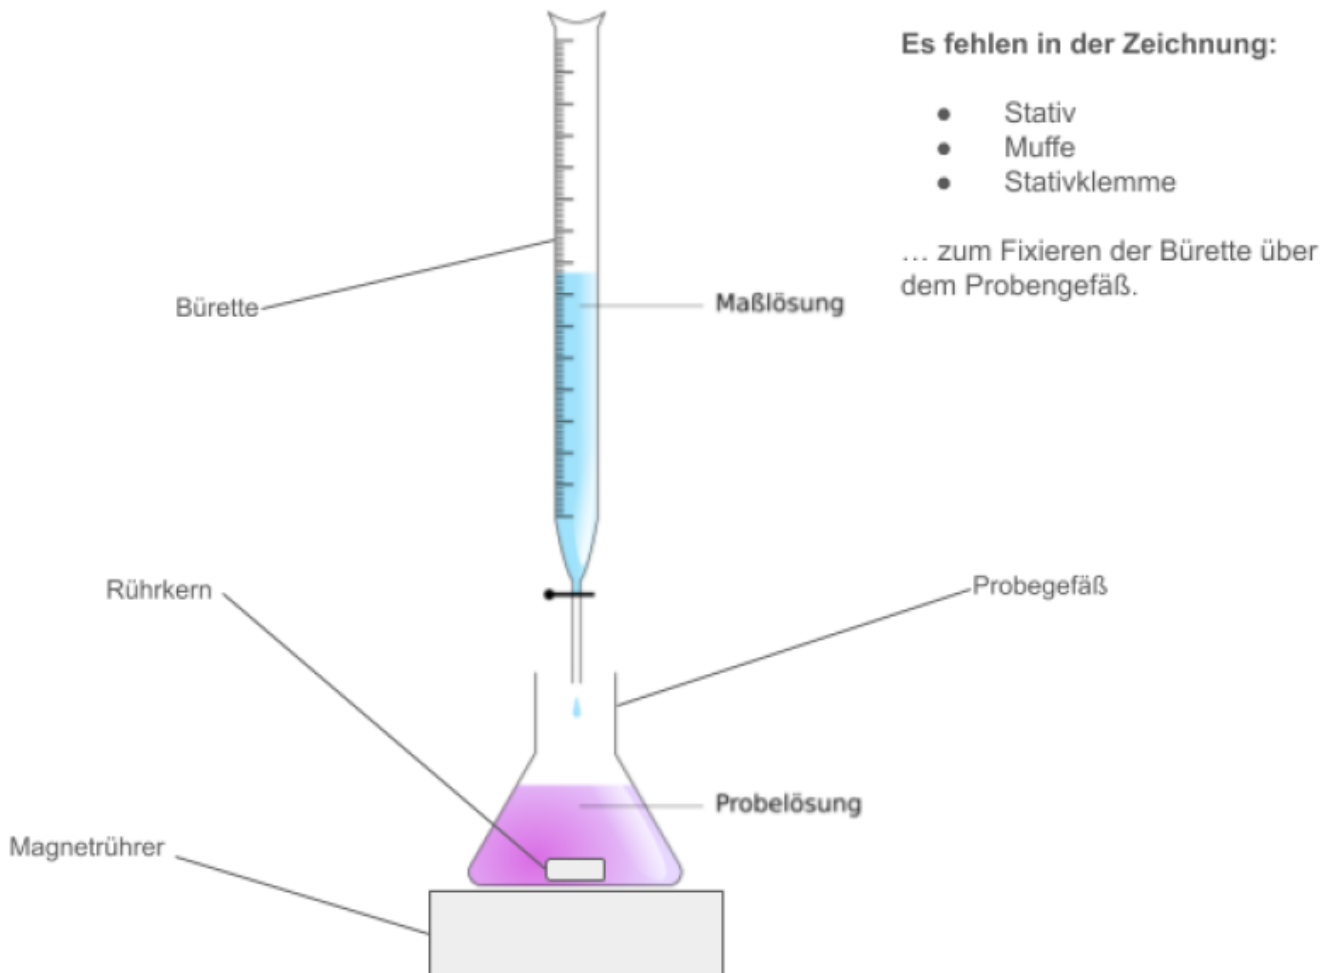 Es fehlen in der Zeichnung:
● Stativ
● Muffe
● Stativklemme
… zum Fixieren der Bürette über
dem Probengefäß.
Bürette
Maßlösung
Rührkern
Probegefäß
Probelösung
Magnetrührer